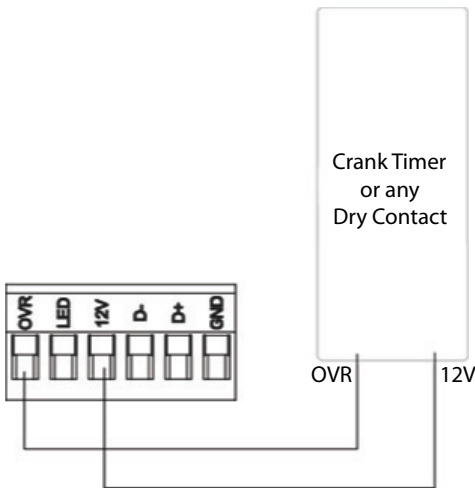 Crank Timer
or any
Dry Contact
OVR
LED
12V
D-
D+
GND
OVR
12V